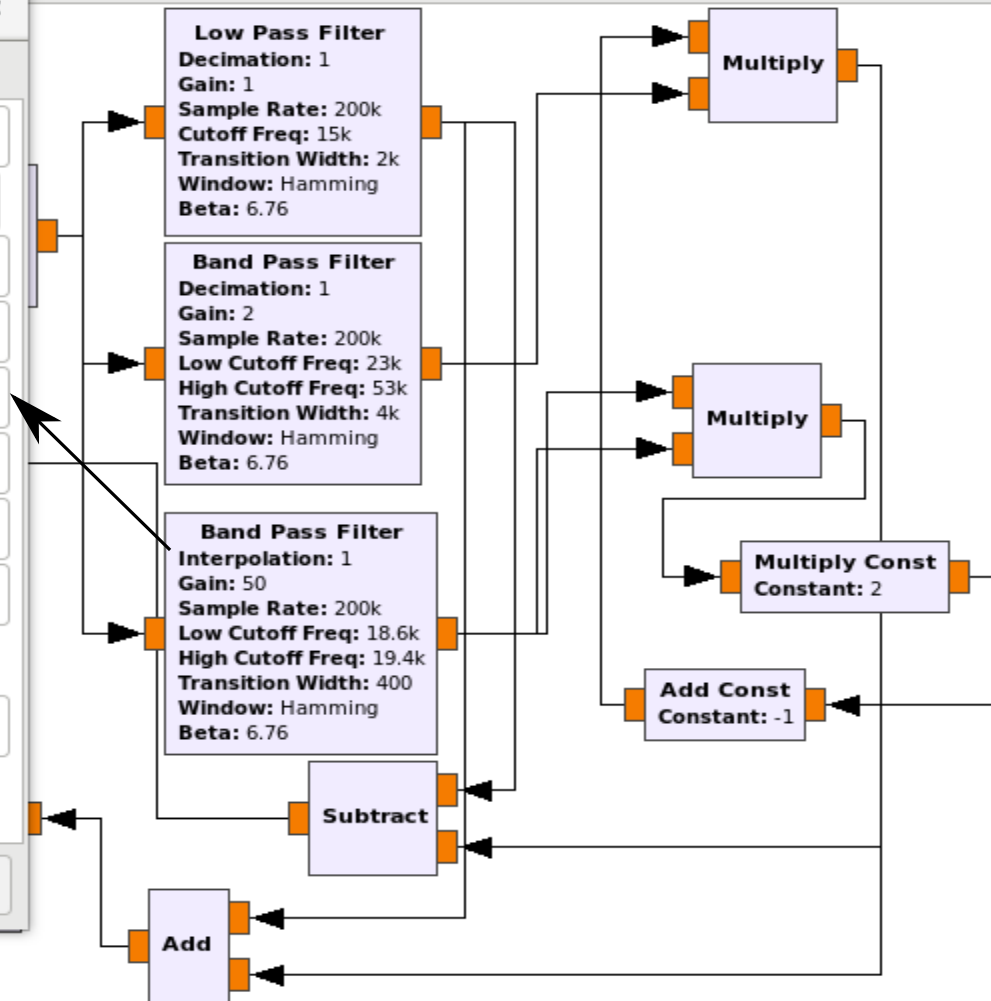 Low Pass Filter
Decimation: 1
Gain: 1
Sample Rate: 200k
Cutoff Freq: 15k
Transition Width: 2k
Window: Hamming
Beta: 6.76
Multiply
Band Pass Filter
Decimation: 1
Gain: 2
Sample Rate: 200k
Low Cutoff Freq: 23k
High Cutoff Freq: 53k
Transition Width: 4k
Window: Hamming
Beta: 6.76
Multiply
Band Pass Filter
Interpolation: 1
Gain: 50
Sample Rate: 200k
Low Cutoff Freq: 18.6k
High Cutoff Freq: 19.4k
Transition Width: 400
Window: Hamming
Beta: 6.76
Multiply Const
Constant: 2
Add Const
Constant: -1
Subtract
Add